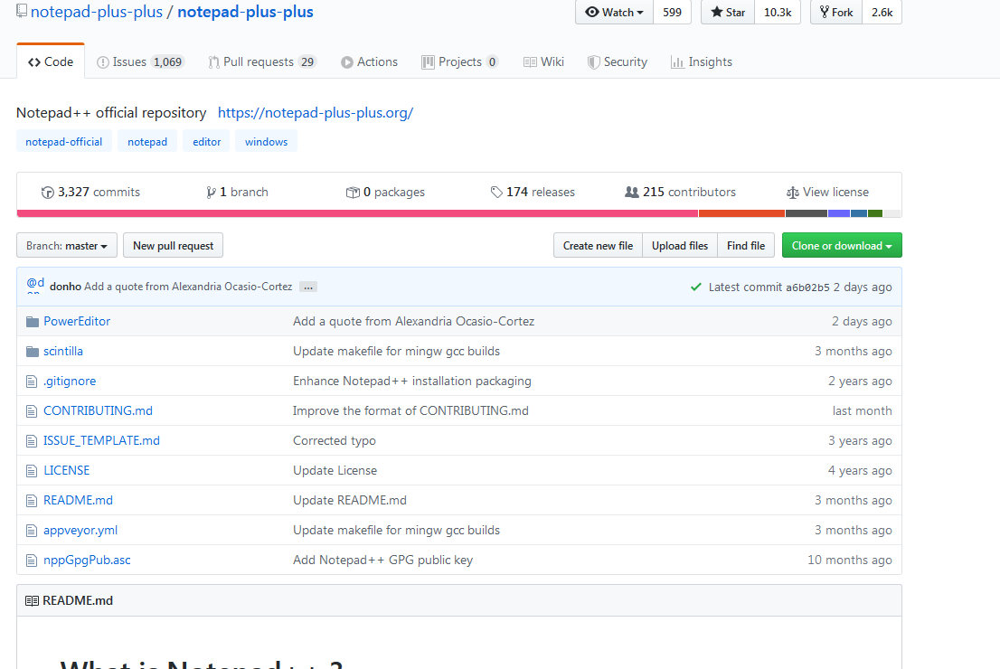 notepad-plus-plus / notepad-plus-plus Watch 599 Star 10.3k Fork 2.6k
Code Issues 1,069 Pull requests 29 Actions Projects 0 Wiki Security Insights
Notepad++ official repository https://notepad-plus-plus.org/
notepad-official notepad editor windows
3,327 commits 1 branch 0 packages 174 releases 215 contributors View license
Branch: master New pull request Create new file Upload files Find file Clone or download
@d donho Add a quote from Alexandria Ocasio-Cortez ... Latest commit a6b02b5 2 days ago
PowerEditor Add a quote from Alexandria Ocasio-Cortez 2 days ago
scintilla Update makefile for mingw gcc builds 3 months ago
.gitignore Enhance Notepad++ installation packaging 2 years ago
CONTRIBUTING.md Improve the format of CONTRIBUTING.md last month
ISSUE_TEMPLATE.md Corrected typo 3 years ago
LICENSE Update License 4 years ago
README.md Update README.md 3 months ago
appveyor.yml Update makefile for mingw gcc builds 3 months ago
nppGpgPub.asc Add Notepad++ GPG public key 10 months ago
README.md
What is Notepad++ ?